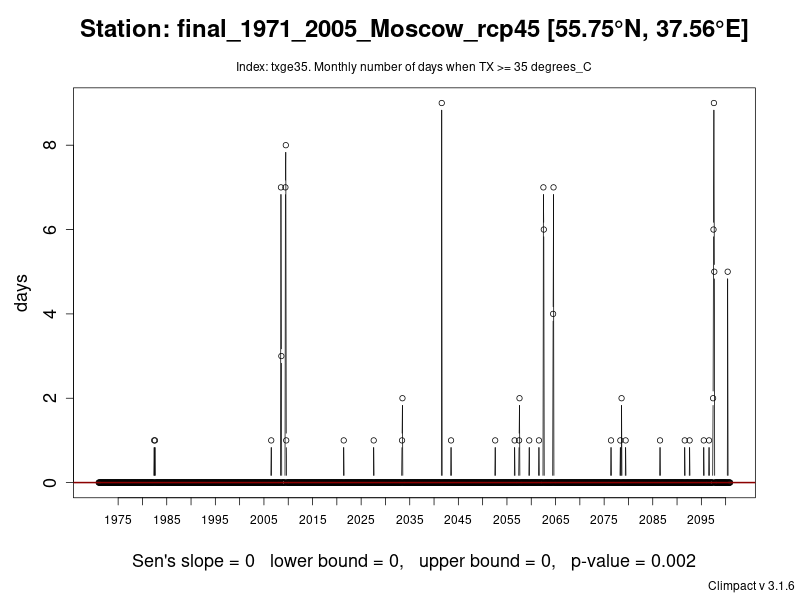 Station: final_1971_2005_Moscow_rcp45 [55.75°N, 37.56°E]
Index: txge35. Monthly number of days when TX >= 35 degrees_C
days
8
6
4
2
0
1975 1985 1995 2005 2015 2025 2035 2045 2055 2065 2075 2085 2095
Sen's slope = 0 lower bound = 0, upper bound = 0, p-value = 0.002
Climpact v 3.1.6